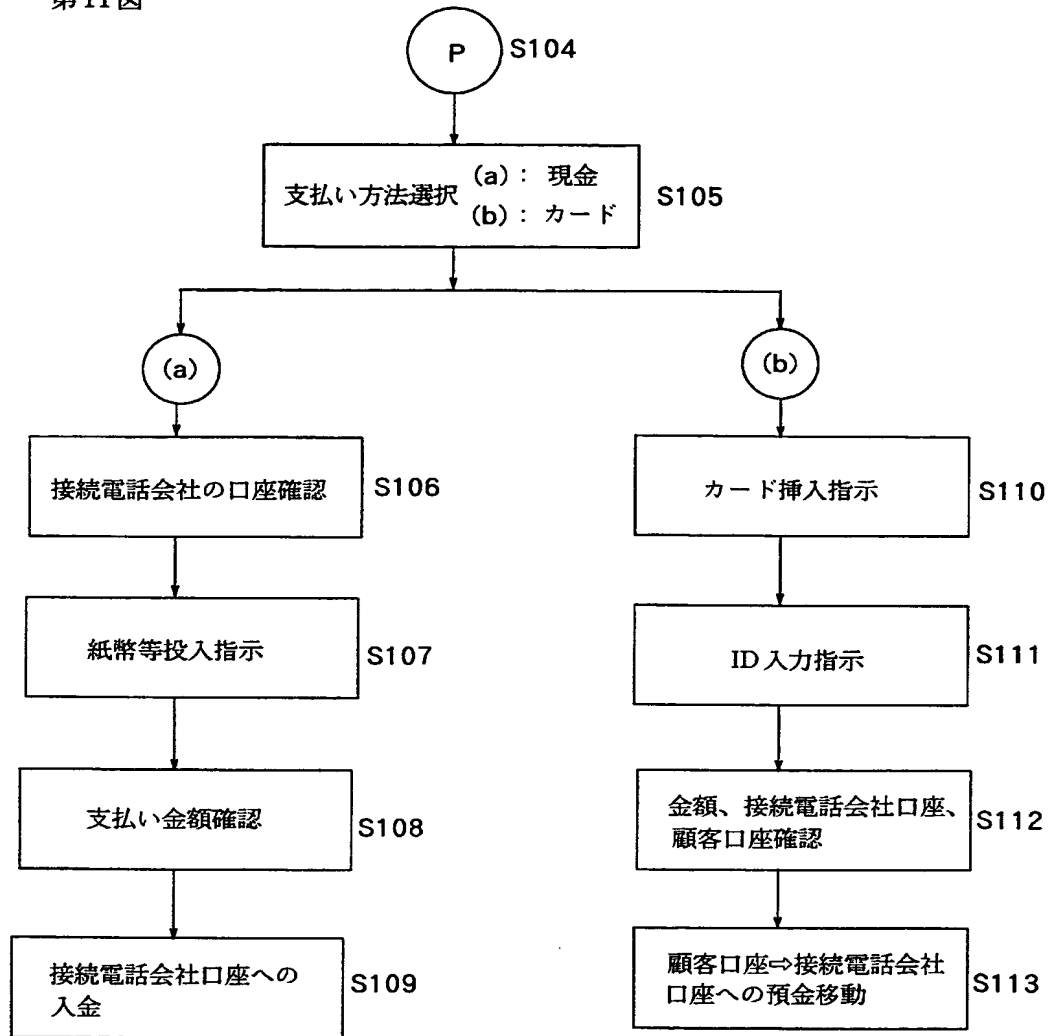 第11図
P S104
支払い方法選択 (a) : 現金
(b) : カード
S105
(a)
(b)
接続電話会社の口座確認 S106
カード挿入指示 S110
紙幣等投入指示 S107
ID入力指示 S111
支払い金額確認 S108
金額、接続電話会社口座、
顧客口座確認
S112
接続電話会社口座への
入金
S109
顧客口座⇨接続電話会社
口座への預金移動
S113